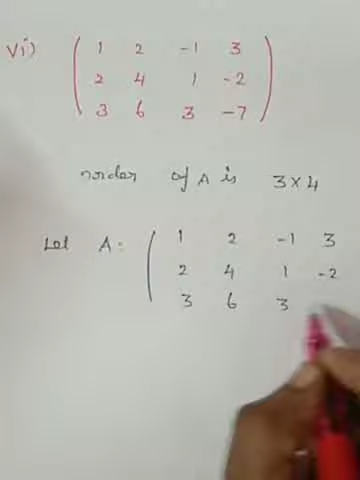 vi) ( 1 2 -1 3
2 4 1 -2
3 6 3 -7 )
order of A is 3×4
Let A = ( 1 2 -1 3
2 4 1 -2
3 6 3